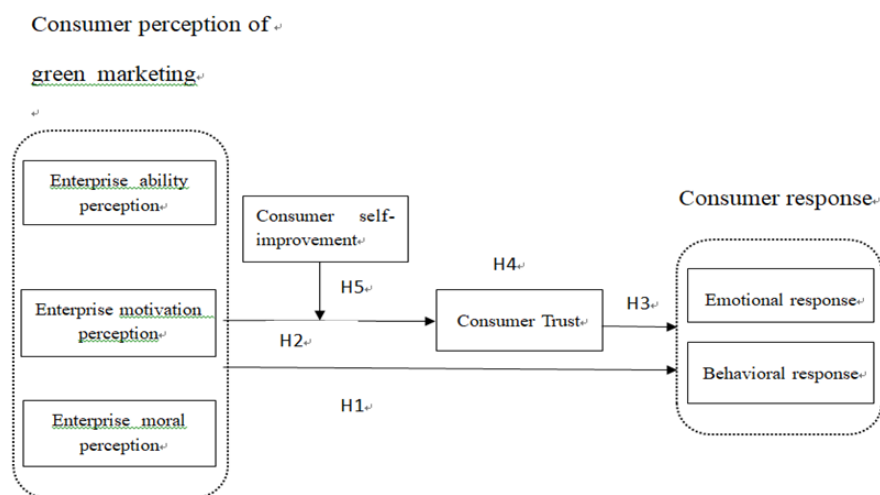 Consumer perception of
green marketing
Enterprise ability
perception
Consumer self-
improvement
Consumer response
H4
H5
H3
Enterprise motivation
perception
Consumer Trust
Emotional response
H2
Behavioral response
H1
Enterprise moral
perception